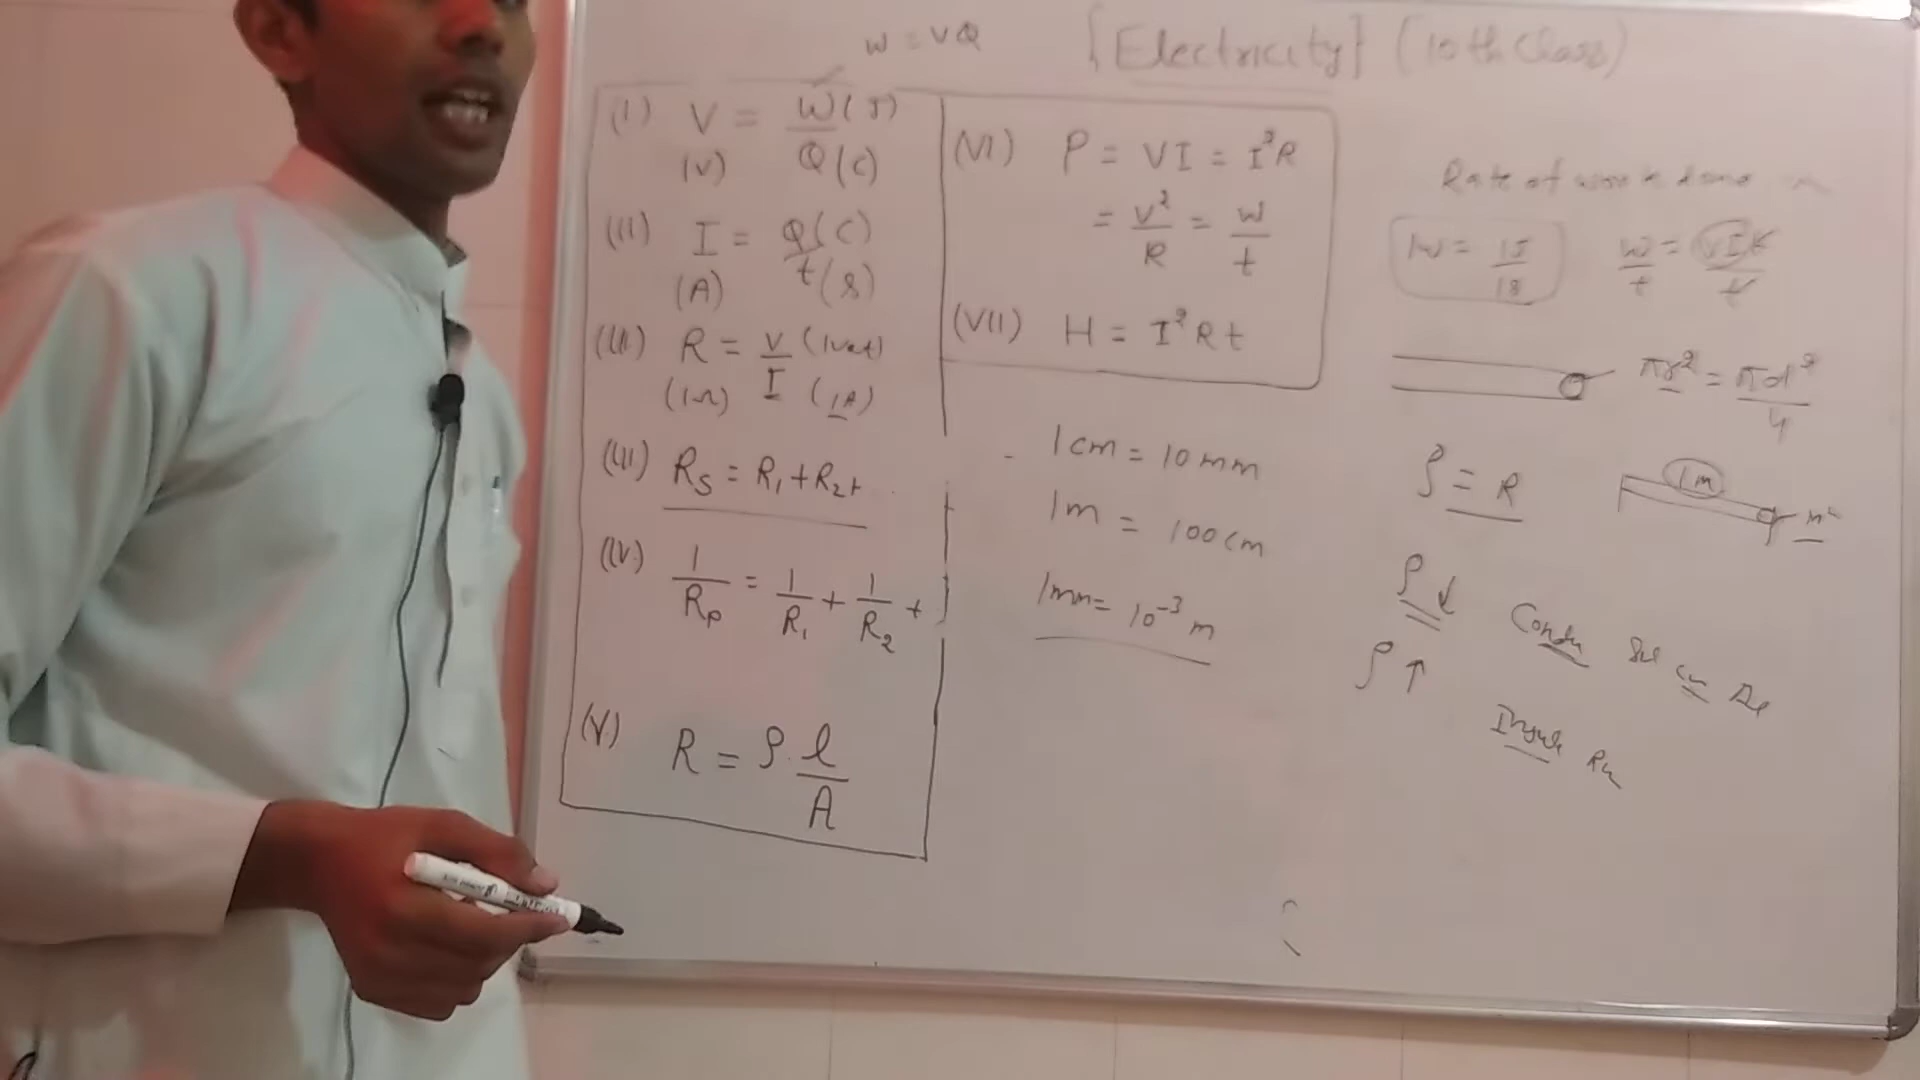 W = VQ
{Electricity} (10th Class)
(I) V = W(J)
(V) Q(C)
(II) I = Q(C)
(A) t(s)
(III) R = V (1Volt)
(1Ω) I (1A)
(III) Rs = R₁ + R₂ + ..
(IV) 1/Rp = 1/R₁ + 1/R₂ +
(V) R = ρ. l/A
(VI) P = VI = I²R
= V²/R = W/t
(VII) H = I²Rt
1cm = 10mm
1m = 100cm
1mm = 10⁻³ m
Rate of work done
1W = 1J/1s W/t = VIt/t
πr² = πd²/4
ρ = R
1m m²
ρ ↓
ρ ↑